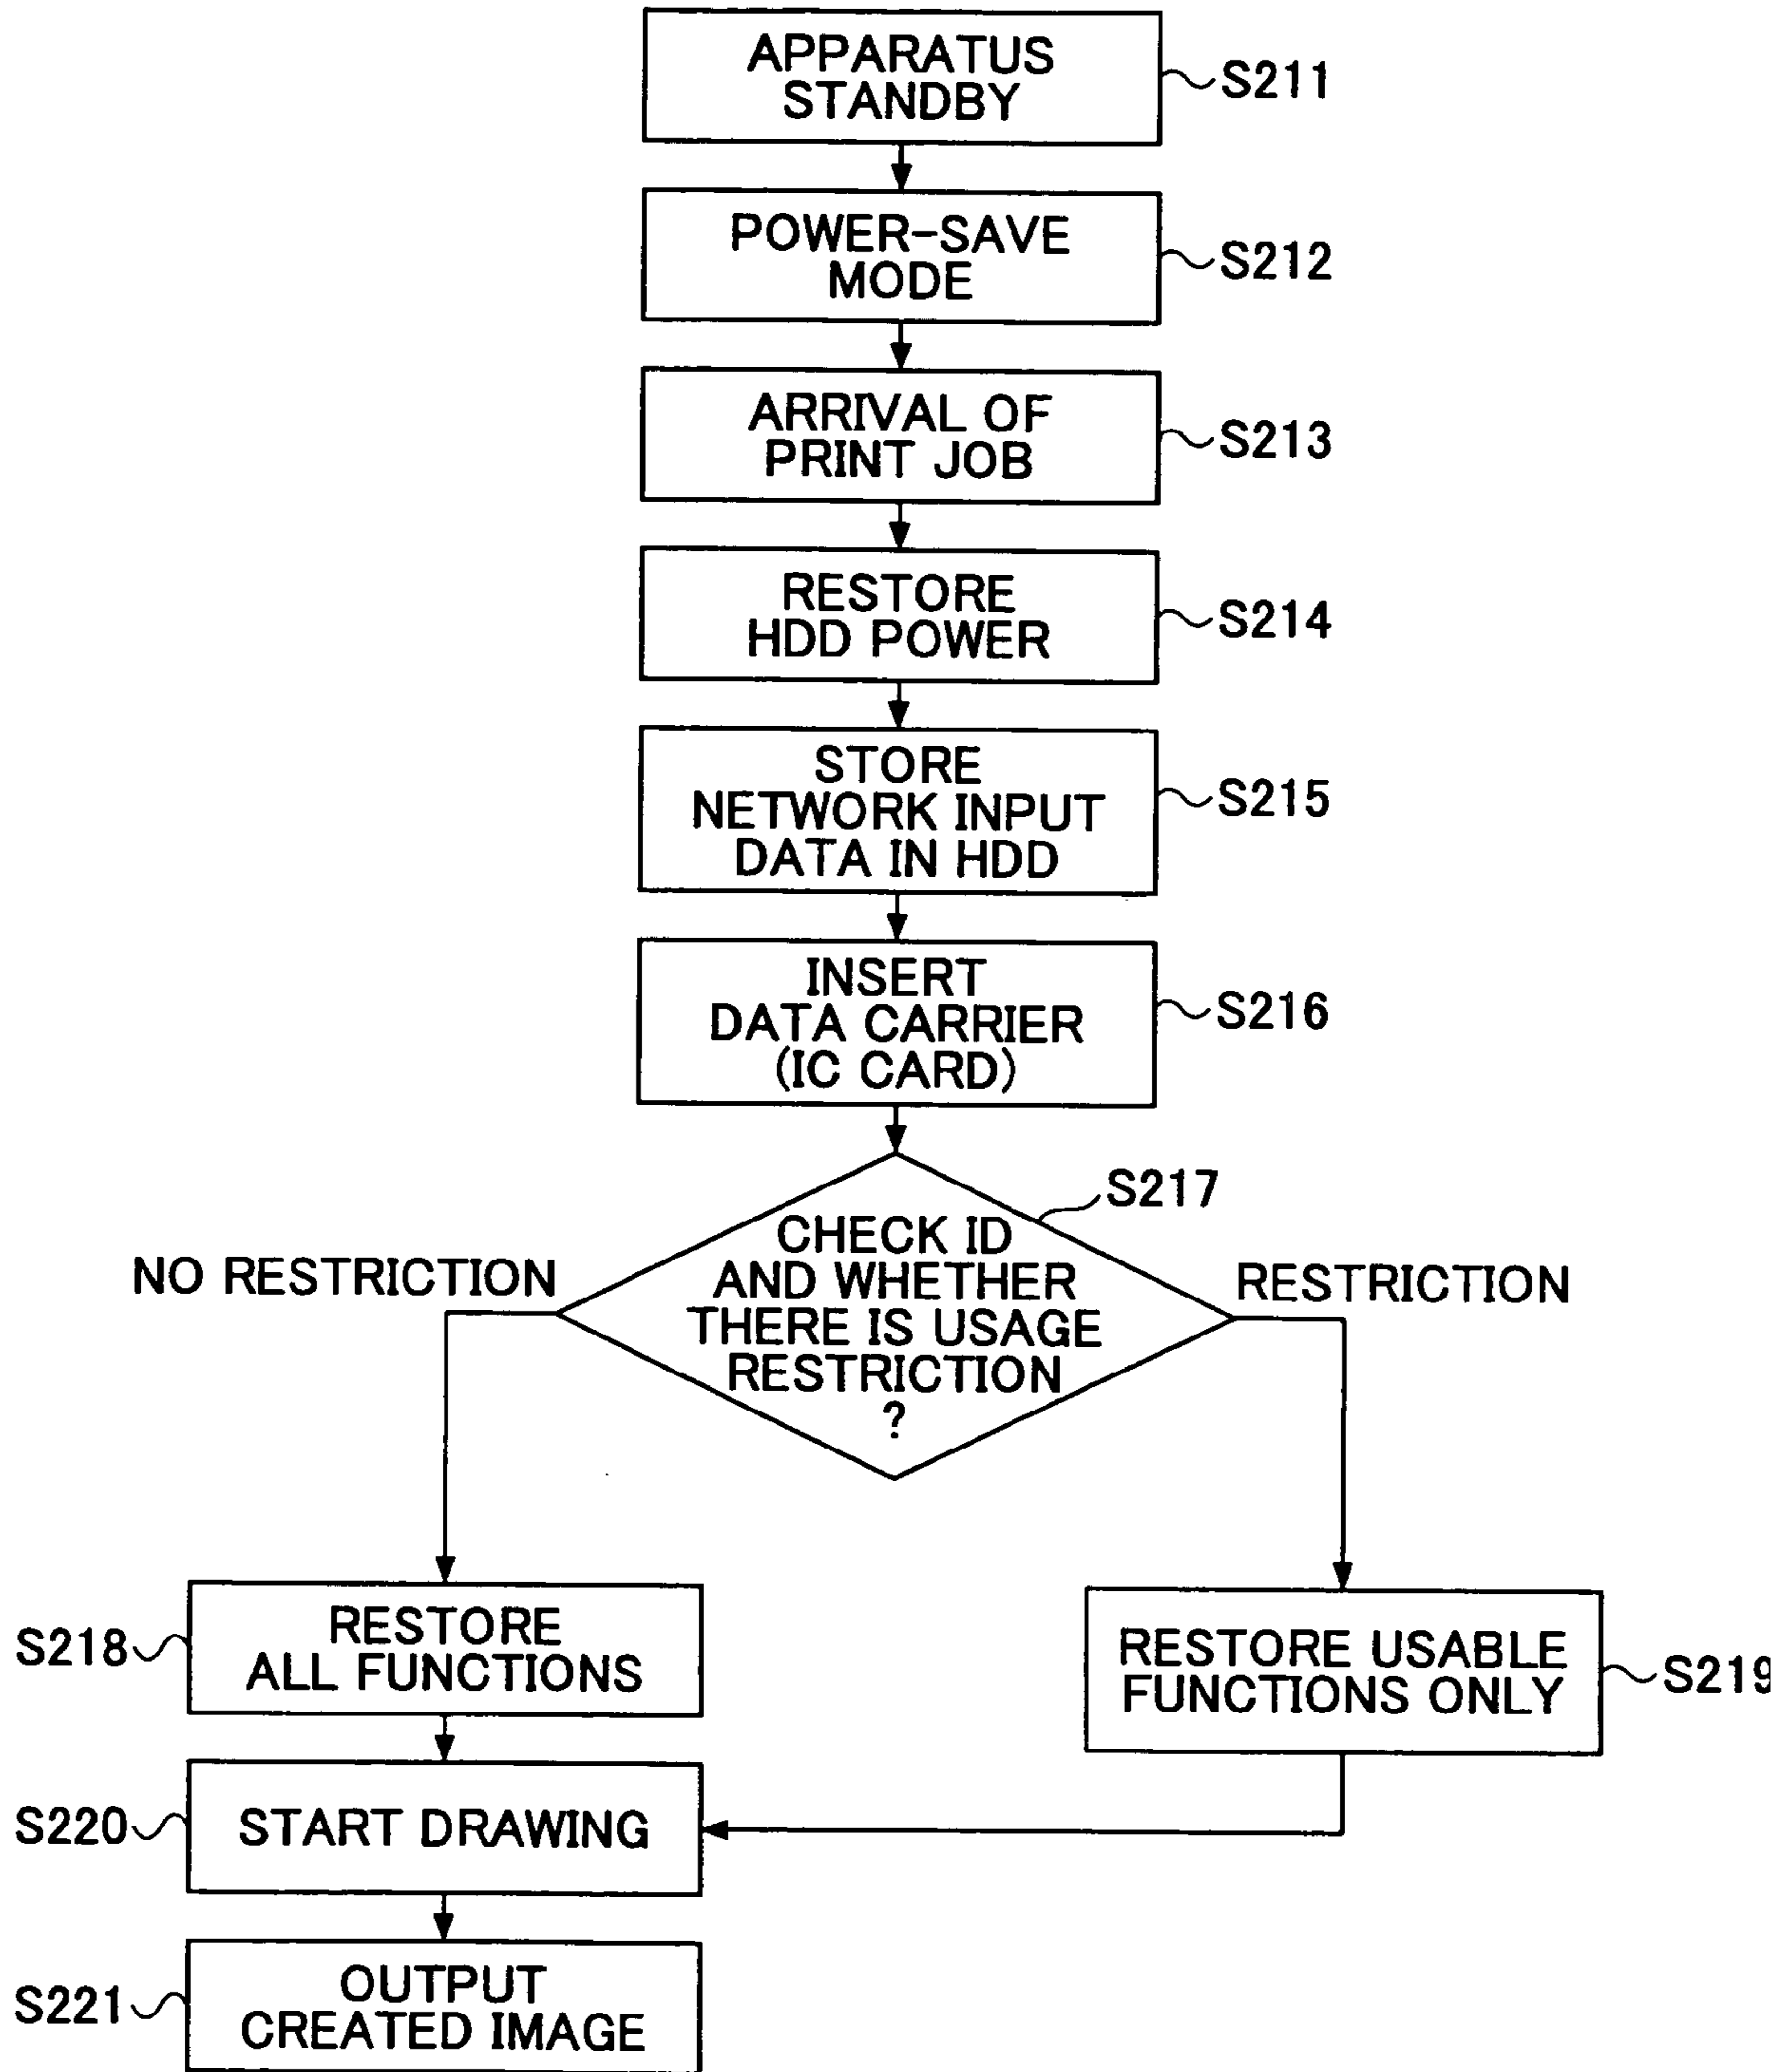 APPARATUS
STANDBY
S211
POWER-SAVE
MODE
S212
ARRIVAL OF
PRINT JOB
S213
RESTORE
HDD POWER
S214
STORE
NETWORK INPUT
DATA IN HDD
S215
INSERT
DATA CARRIER
(IC CARD)
S216
S217
CHECK ID
AND WHETHER
THERE IS USAGE
RESTRICTION
?
NO RESTRICTION
RESTRICTION
S218
RESTORE
ALL FUNCTIONS
RESTORE USABLE
FUNCTIONS ONLY
S219
S220
START DRAWING
S221
OUTPUT
CREATED IMAGE